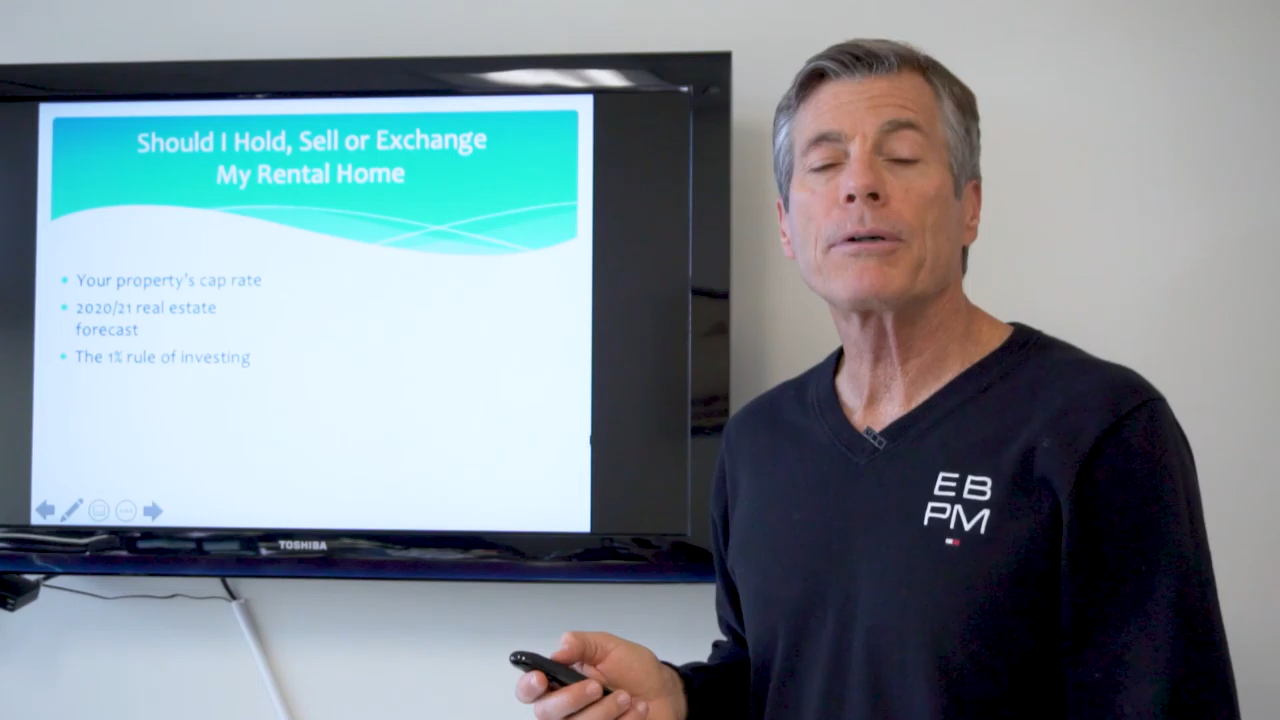 Should I Hold, Sell or Exchange
My Rental Home
• Your property's cap rate
• 2020/21 real estate
forecast
• The 1% rule of investing
TOSHIBA
EB
PM